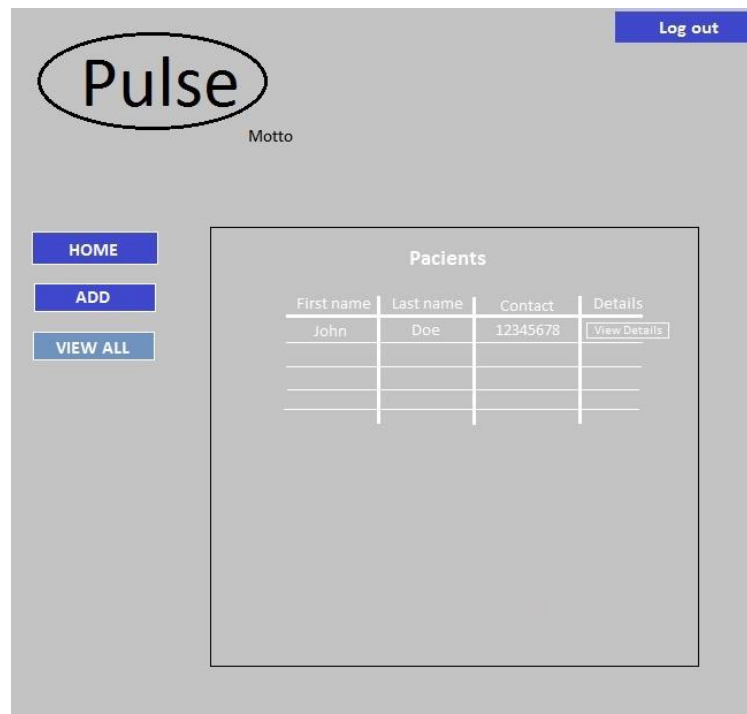 Log out
Pulse
Motto
HOME
ADD
VIEW ALL
Pacients
First name Last name Contact Details
John Doe 12345678 View Details